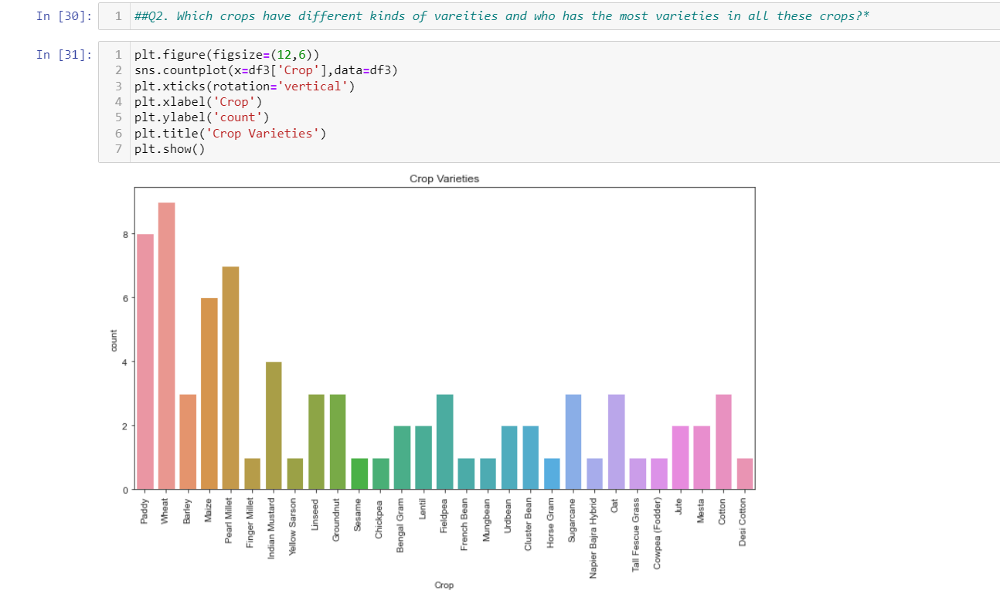 In [30]: 1 ##Q2. Which crops have different kinds of vareities and who has the most varieties in all these crops?*
In [31]: 1 plt.figure(figsize=(12,6))
2 sns.countplot(x=df3['Crop'],data=df3)
3 plt.xticks(rotation='vertical')
4 plt.xlabel('Crop')
5 plt.ylabel('count')
6 plt.title('Crop Varieties')
7 plt.show()
Crop Varieties
8
6
4
2
0
count
Paddy
Wheat
Barley
Maize
Pearl Millet
Finger Millet
Indian Mustard
Yellow Sarson
Linseed
Groundnut
Sesame
Chickpea
Bengal Gram
Lentil
Fieldpea
French Bean
Mungbean
Urdbean
Cluster Bean
Horse Gram
Sugarcane
Napier Bajra Hybrid
Oat
Tall Fescue Grass
Cowpea (Fodder)
Jute
Mesta
Cotton
Desi Cotton
Crop